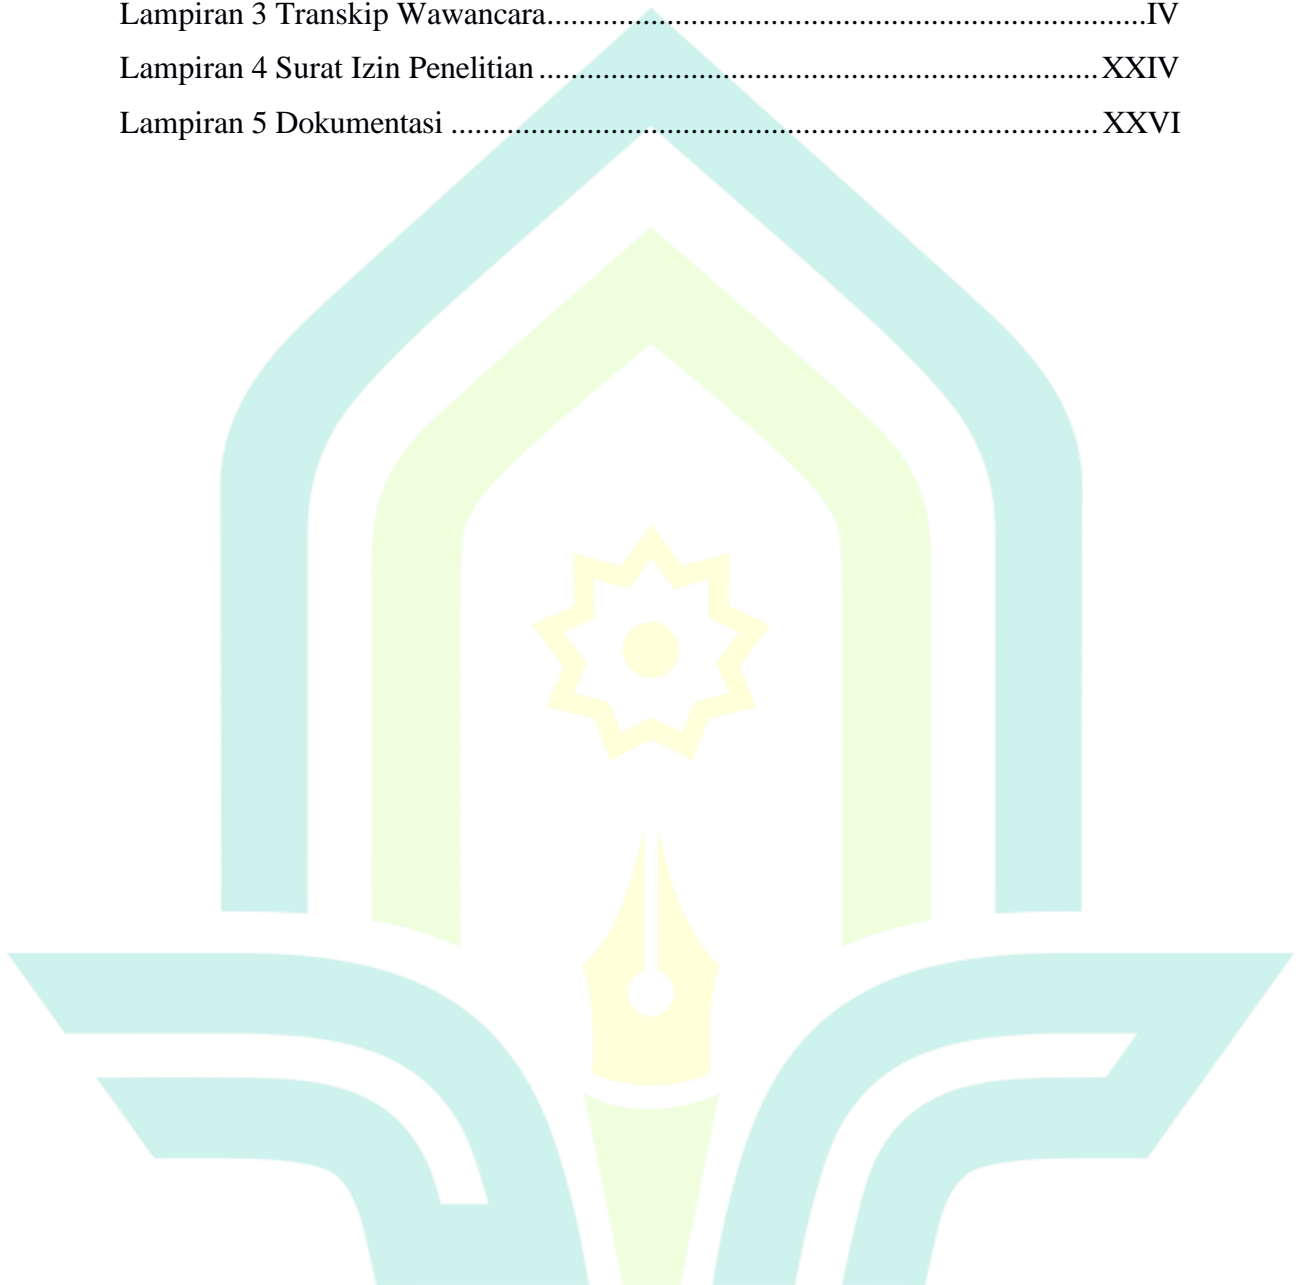 Lampiran 3 Transkip Wawancara...........................................................................IV
Lampiran 4 Surat Izin Penelitian ......................................................................XXIV
Lampiran 5 Dokumentasi .................................................................................XXVI